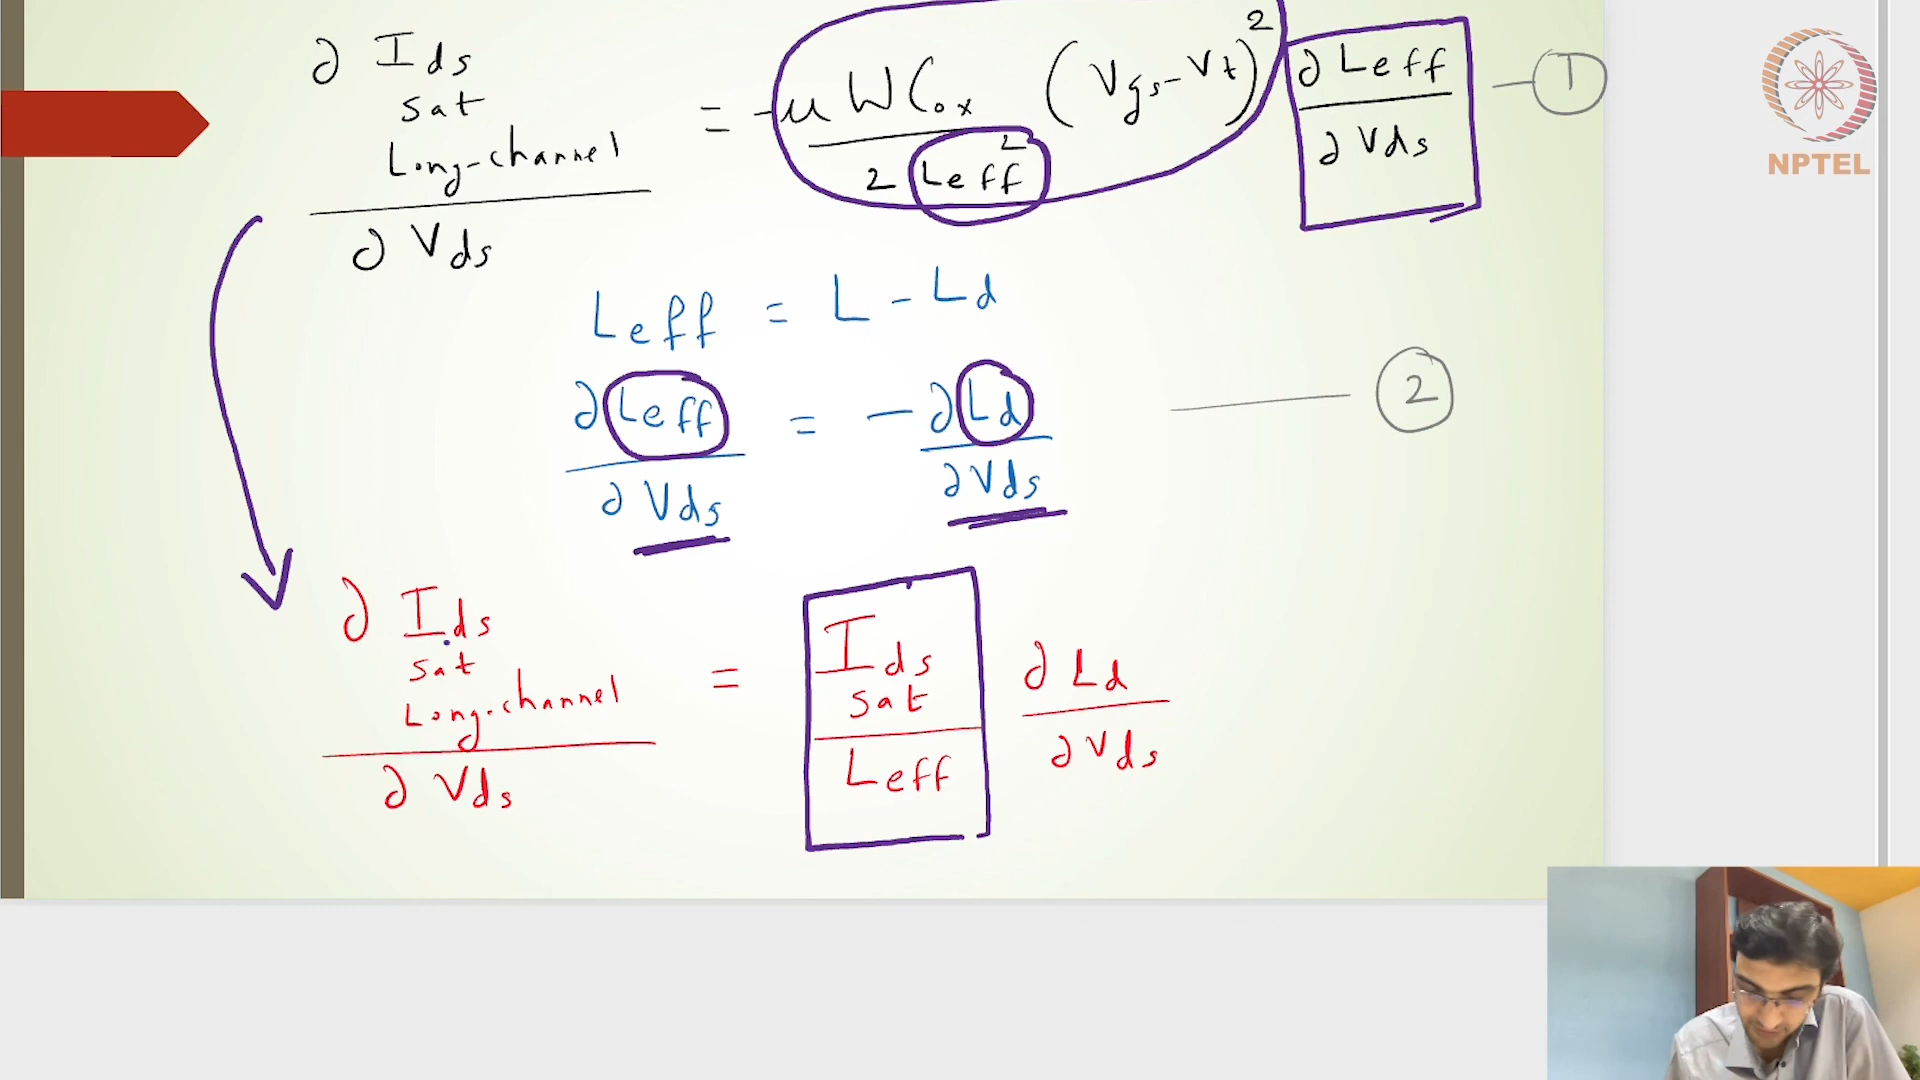 ∂ Ids sat Long-channel / ∂ Vds = -μ W Cox / 2 Leff² (Vgs - Vt)² ∂ Leff / ∂ Vds — 1
Leff = L - Ld
∂ Leff / ∂ Vds = - ∂ Ld / ∂ Vds — 2
∂ Ids sat Long-channel / ∂ Vds = Ids sat / Leff ∂ Ld / ∂ Vds
NPTEL